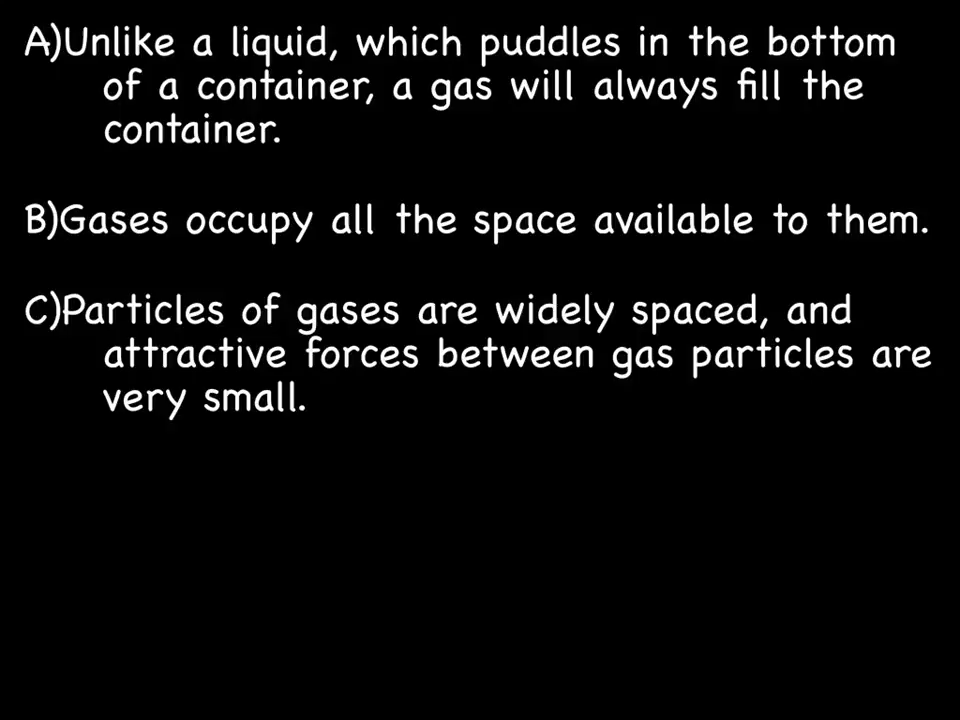 A)Unlike a liquid, which puddles in the bottom
of a container, a gas will always fill the
container.
B)Gases occupy all the space available to them.
C)Particles of gases are widely spaced, and
attractive forces between gas particles are
very small.